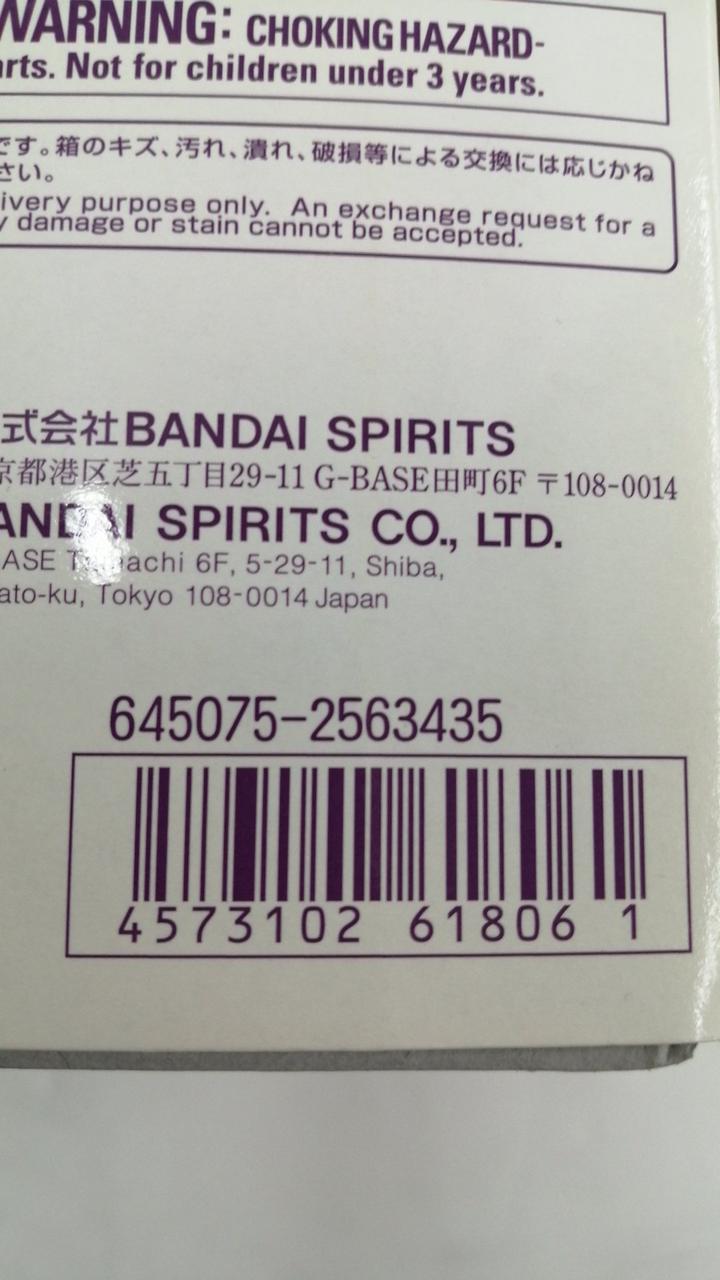 WARNING: CHOKING HAZARD-
arts. Not for children under 3 years.
です。箱のキズ、汚れ、潰れ、破損等による交換には応じかね
さい。
ivery purpose only. An exchange request for a
y damage or stain cannot be accepted.
式会社BANDAI SPIRITS
京都港区芝五丁目29-11 G-BASE田町6F 〒108-0014
ANDAI SPIRITS CO., LTD.
ASE Tamachi 6F, 5-29-11, Shiba,
ato-ku, Tokyo 108-0014 Japan
645075-2563435
4573102 61806 1